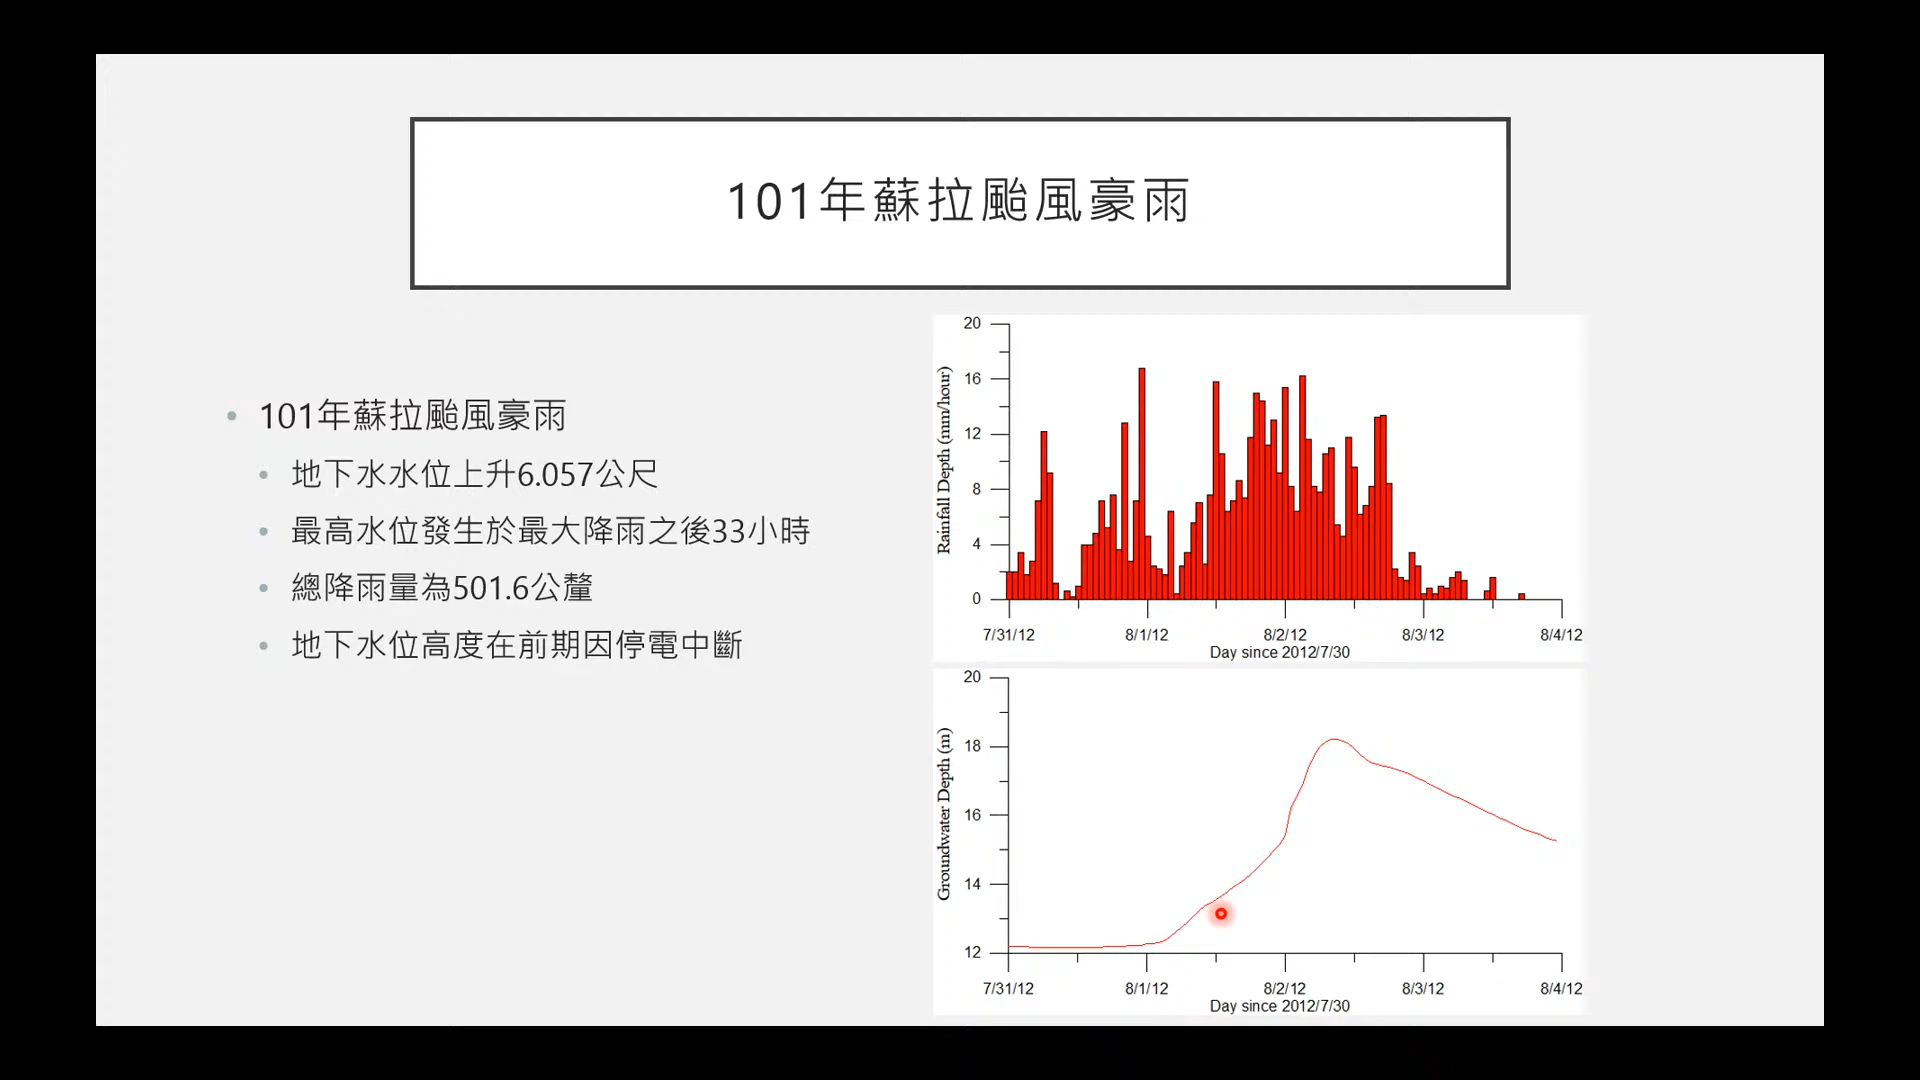 101年蘇拉颱風豪雨
101年蘇拉颱風豪雨
地下水水位上升6.057公尺
最高水位發生於最大降雨之後33小時
總降雨量為501.6公釐
地下水位高度在前期因停電中斷
Rainfall Depth (mm/hour)
20
16
12
8
4
0
7/31/12 8/1/12 8/2/12 8/3/12 8/4/12
Day since 2012/7/30
Groundwater Depth (m)
20
18
16
14
12
7/31/12 8/1/12 8/2/12 8/3/12 8/4/12
Day since 2012/7/30